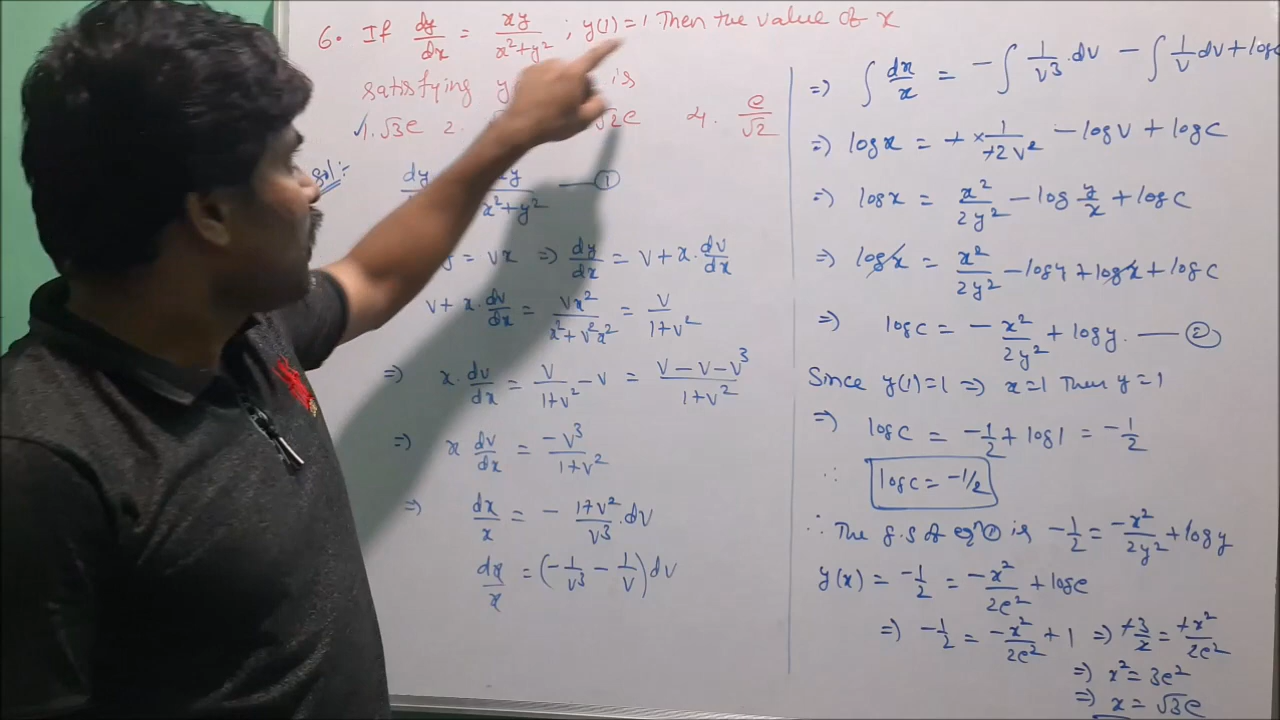 6. If dy/dx = xy/(x²+y²) ; y(1)=1 Then the value of x
satisfying y is
1. √3e 2. √2e 4. e/√2
Sol:-
dy = xy/(x²+y²) —①
y = vx ⇒ dy/dx = v + x·dv/dx
v + x·dv/dx = vx²/(x²+v²x²) = v/(1+v²)
⇒ x·dv/dx = v/(1+v²) - v = (v-v-v³)/(1+v²)
⇒ x dv/dx = -v³/(1+v²)
⇒ dx/x = - (1+v²)/v³ ·dv
dx/x = (-1/v³ - 1/v) dv
⇒ ∫ dx/x = -∫ 1/v³ ·dv - ∫ 1/v dv + log
⇒ log x = + × 1/(+2v²) - log v + log c
⇒ log x = x²/2y² - log y/x + log c
⇒ log x = x²/2y² - log y + log x + log c
⇒ log c = - x²/2y² + log y. —②
Since y(1)=1 ⇒ x=1 Then y=1
⇒ log c = -1/2 + log 1 = -1/2
∴ log c = -1/2
∴ The g.s of eqn ① is -1/2 = -x²/2y² + log y
y(x) = -1/2 = -x²/2e² + log e
⇒ -1/2 = -x²/2e² + 1 ⇒ +3/2 = +x²/2e²
⇒ x² = 3e²
⇒ x = √3e